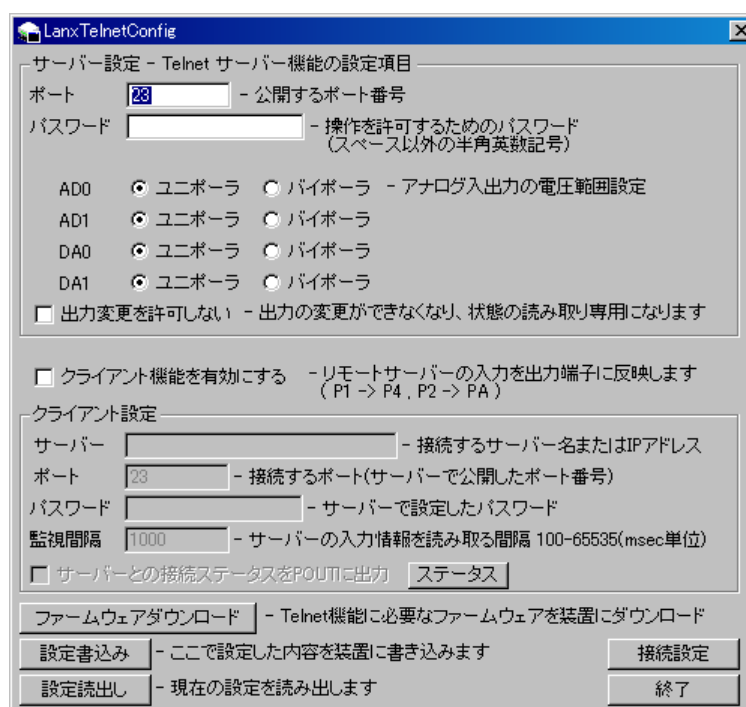 LanxTelnetConfig
サーバー設定 - Telnet サーバー機能の設定項目
ポート 23 - 公開するポート番号
パスワード - 操作を許可するためのパスワード
(スペース以外の半角英数記号)
AD0 ユニポーラ バイポーラ - アナログ入出力の電圧範囲設定
AD1 ユニポーラ バイポーラ
DA0 ユニポーラ バイポーラ
DA1 ユニポーラ バイポーラ
出力変更を許可しない - 出力の変更ができなくなり、状態の読み取り専用になります
クライアント機能を有効にする - リモートサーバーの入力を出力端子に反映します
( P1 -> P4 , P2 -> PA )
クライアント設定
サーバー - 接続するサーバー名またはIPアドレス
ポート 23 - 接続するポート(サーバーで公開したポート番号)
パスワード - サーバーで設定したパスワード
監視間隔 1000 - サーバーの入力情報を読み取る間隔 100-65535(msec単位)
サーバーとの接続ステータスをPOUT1に出力 ステータス
ファームウェアダウンロード - Telnet機能に必要なファームウェアを装置にダウンロード
設定書込み - ここで設定した内容を装置に書き込みます 接続設定
設定読出し - 現在の設定を読み出します 終了